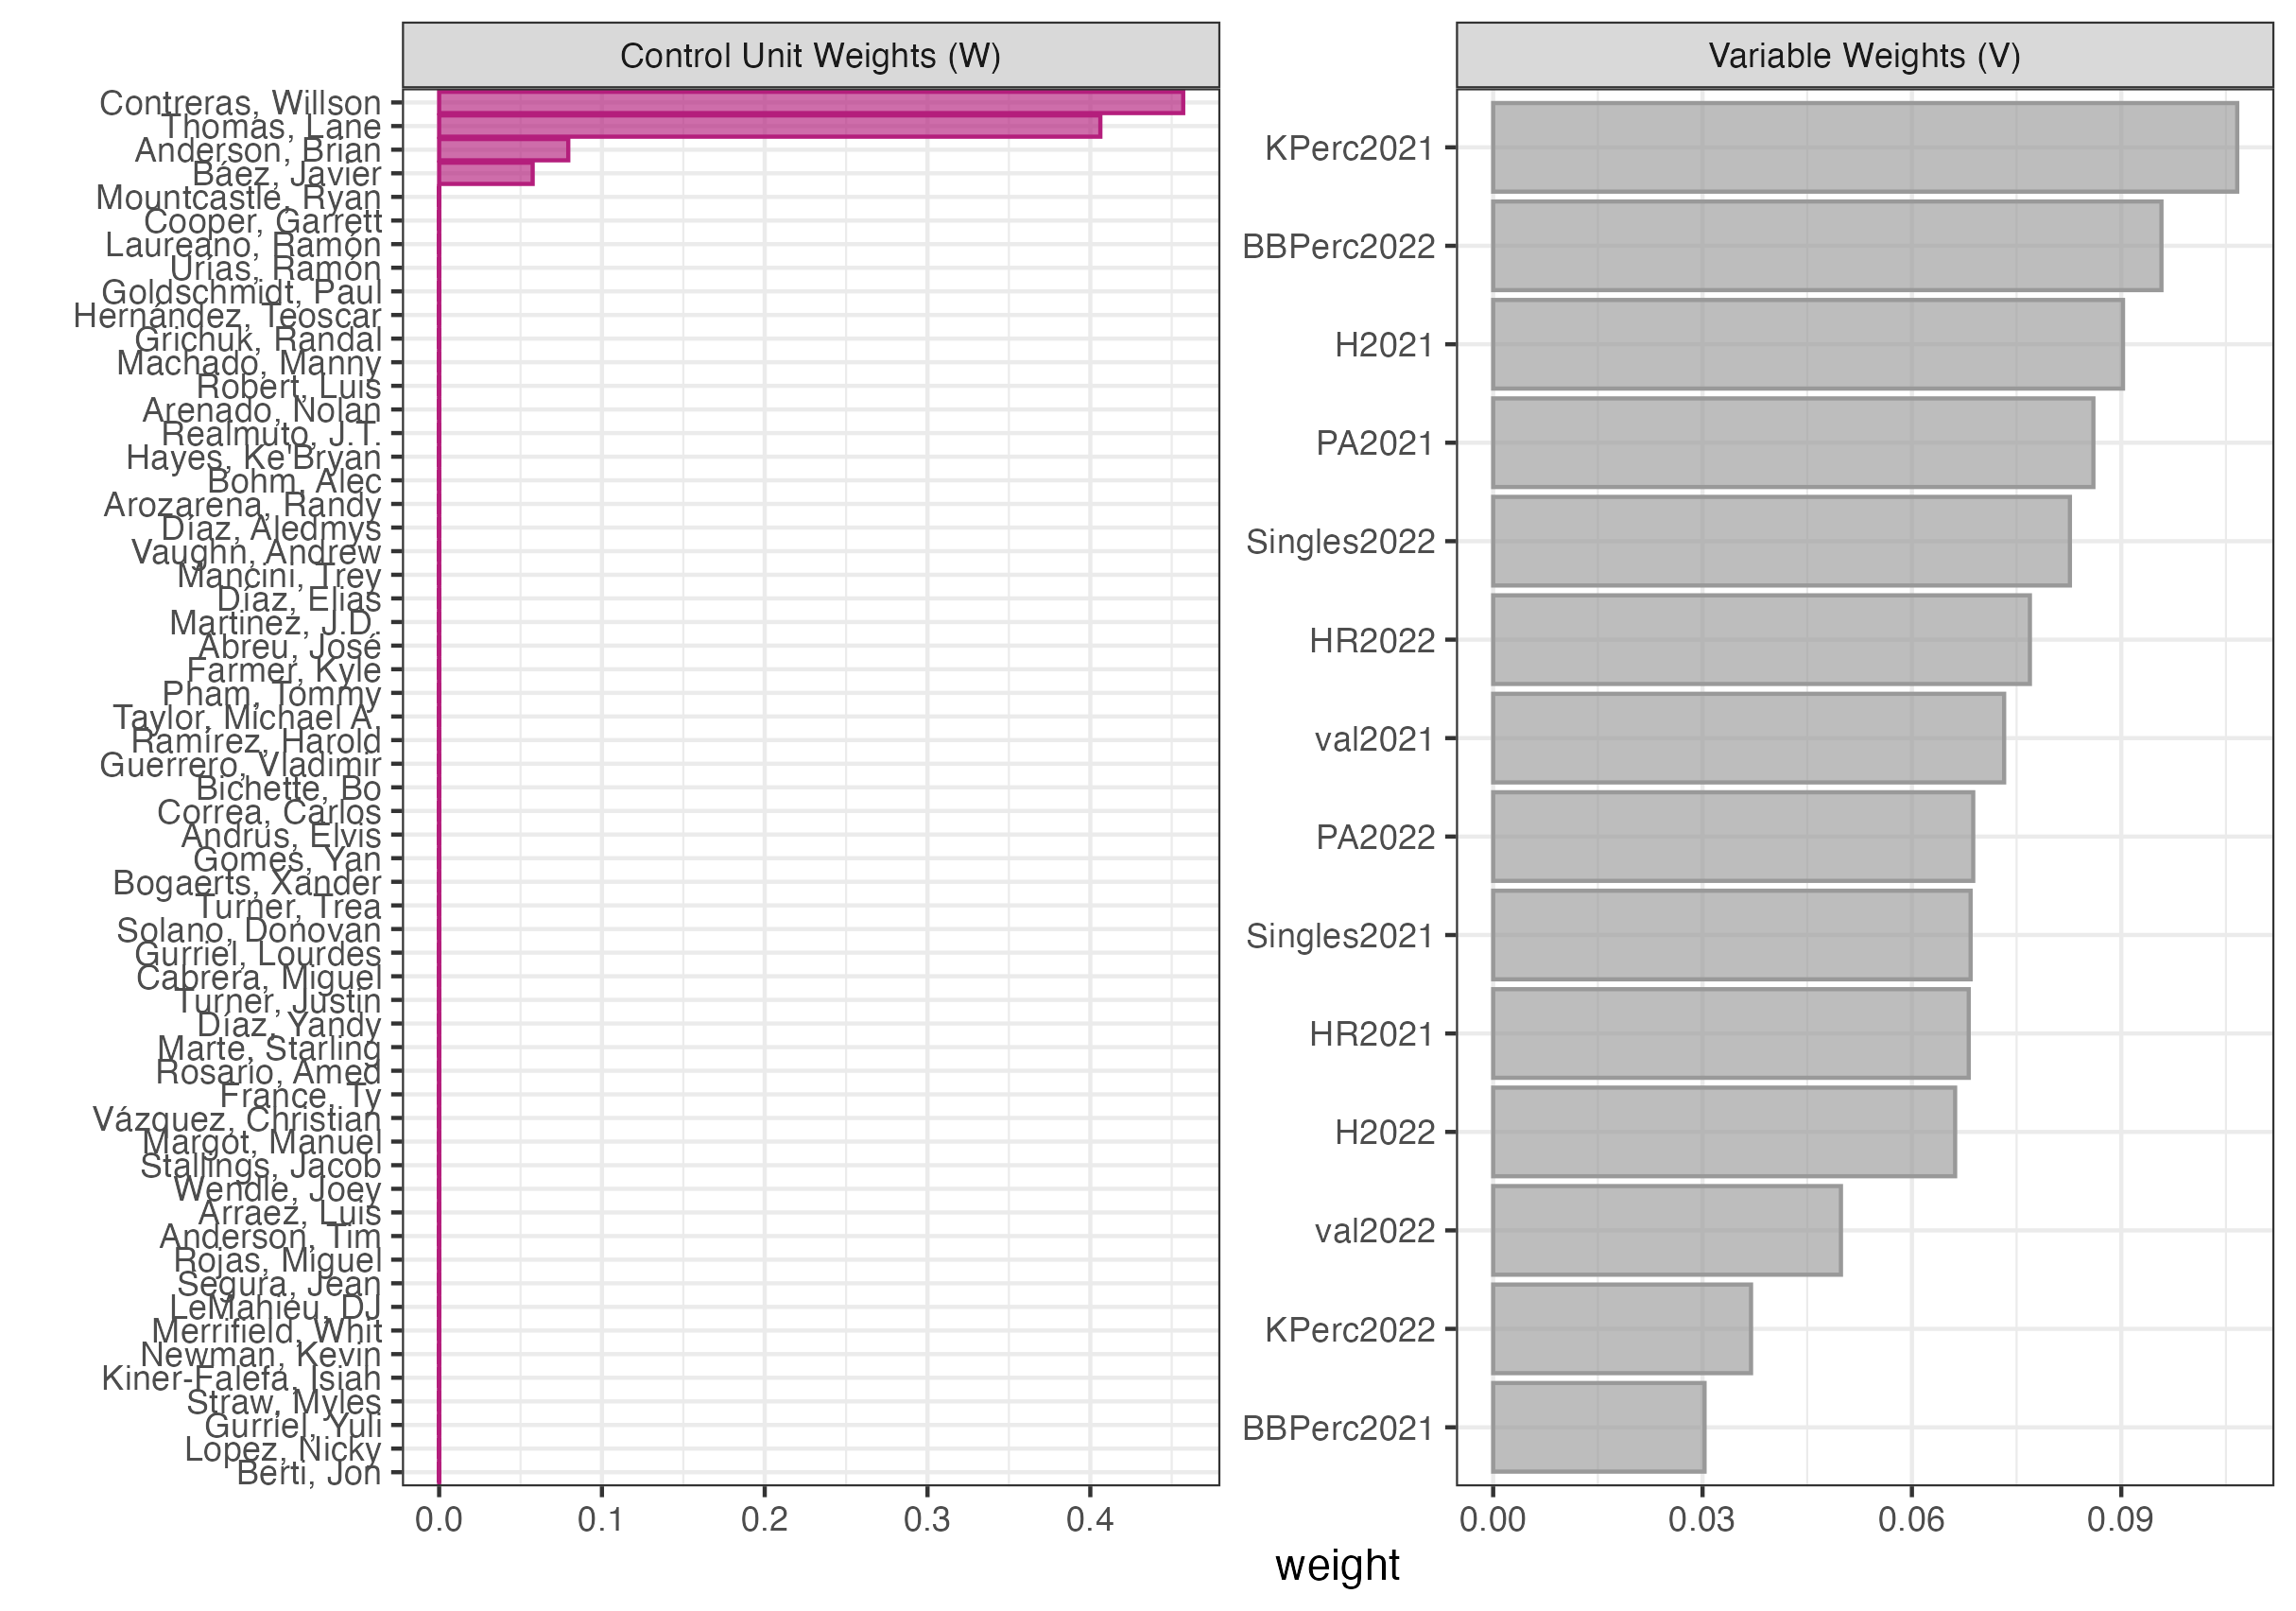 Control Unit Weights (W)
Contreras, Willson
Thomas, Lane
Anderson, Brian
Báez, Javier
Mountcastle, Ryan
Cooper, Garrett
Laureano, Ramón
Urías, Ramón
Goldschmidt, Paul
Hernández, Teoscar
Grichuk, Randal
Machado, Manny
Robert, Luis
Arenado, Nolan
Realmuto, J.T.
Hayes, Ke'Bryan
Bohm, Alec
Arozarena, Randy
Díaz, Aledmys
Vaughn, Andrew
Mancini, Trey
Díaz, Elias
Martinez, J.D.
Abreu, José
Farmer, Kyle
Pham, Tommy
Taylor, Michael A.
Ramírez, Harold
Guerrero, Vladimir
Bichette, Bo
Correa, Carlos
Andrus, Elvis
Gomes, Yan
Bogaerts, Xander
Turner, Trea
Solano, Donovan
Gurriel, Lourdes
Cabrera, Miguel
Turner, Justin
Díaz, Yandy
Marte, Starling
Rosario, Amed
France, Ty
Vázquez, Christian
Margot, Manuel
Stallings, Jacob
Wendle, Joey
Arraez, Luis
Anderson, Tim
Rojas, Miguel
Segura, Jean
LeMahieu, DJ
Merrifield, Whit
Newman, Kevin
Kiner-Falefa, Isiah
Straw, Myles
Gurriel, Yuli
Lopez, Nicky
Berti, Jon
0.0 0.1 0.2 0.3 0.4
Variable Weights (V)
KPerc2021
BBPerc2022
H2021
PA2021
Singles2022
HR2022
val2021
PA2022
Singles2021
HR2021
H2022
val2022
KPerc2022
BBPerc2021
0.00 0.03 0.06 0.09
weight